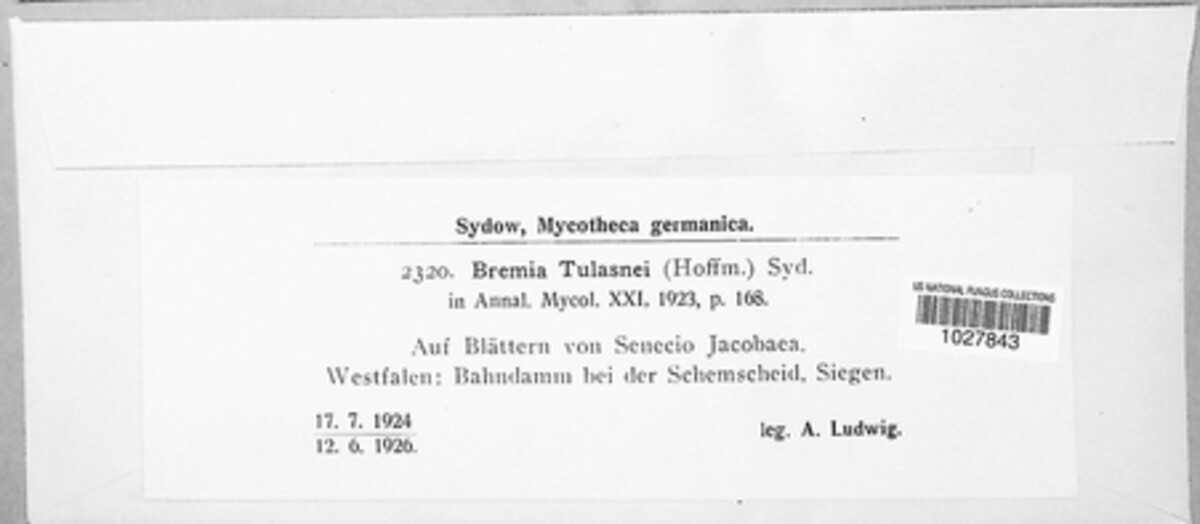 Sydow, Mycotheca germanica.
2320. Bremia Tulasnei (Hoffm.) Syd.
in Annal. Mycol. XXI, 1923, p. 168.
Auf Blättern von Senecio Jacobaea.
Westfalen: Bahndamm bei der Schemscheid, Siegen.
17. 7. 1924
12. 6. 1926.
leg. A. Ludwig.
US NATIONAL FUNGUS COLLECTIONS
1027843